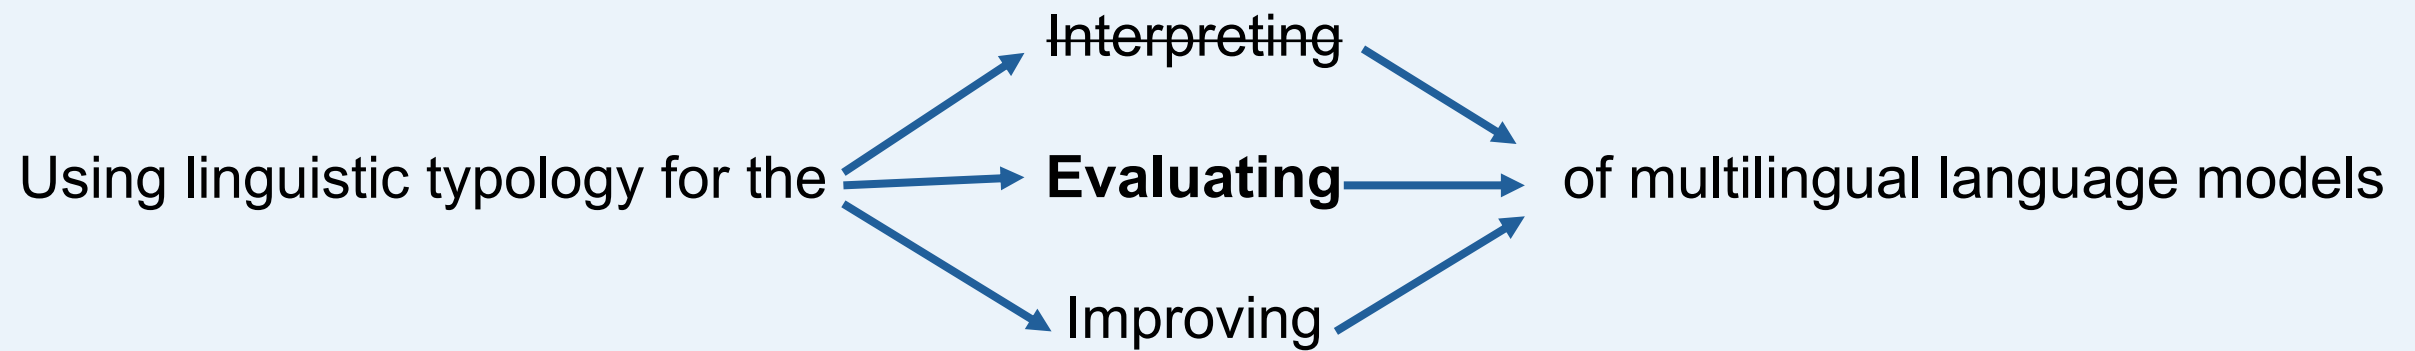 Interpreting
Using linguistic typology for the Evaluating of multilingual language models
Improving